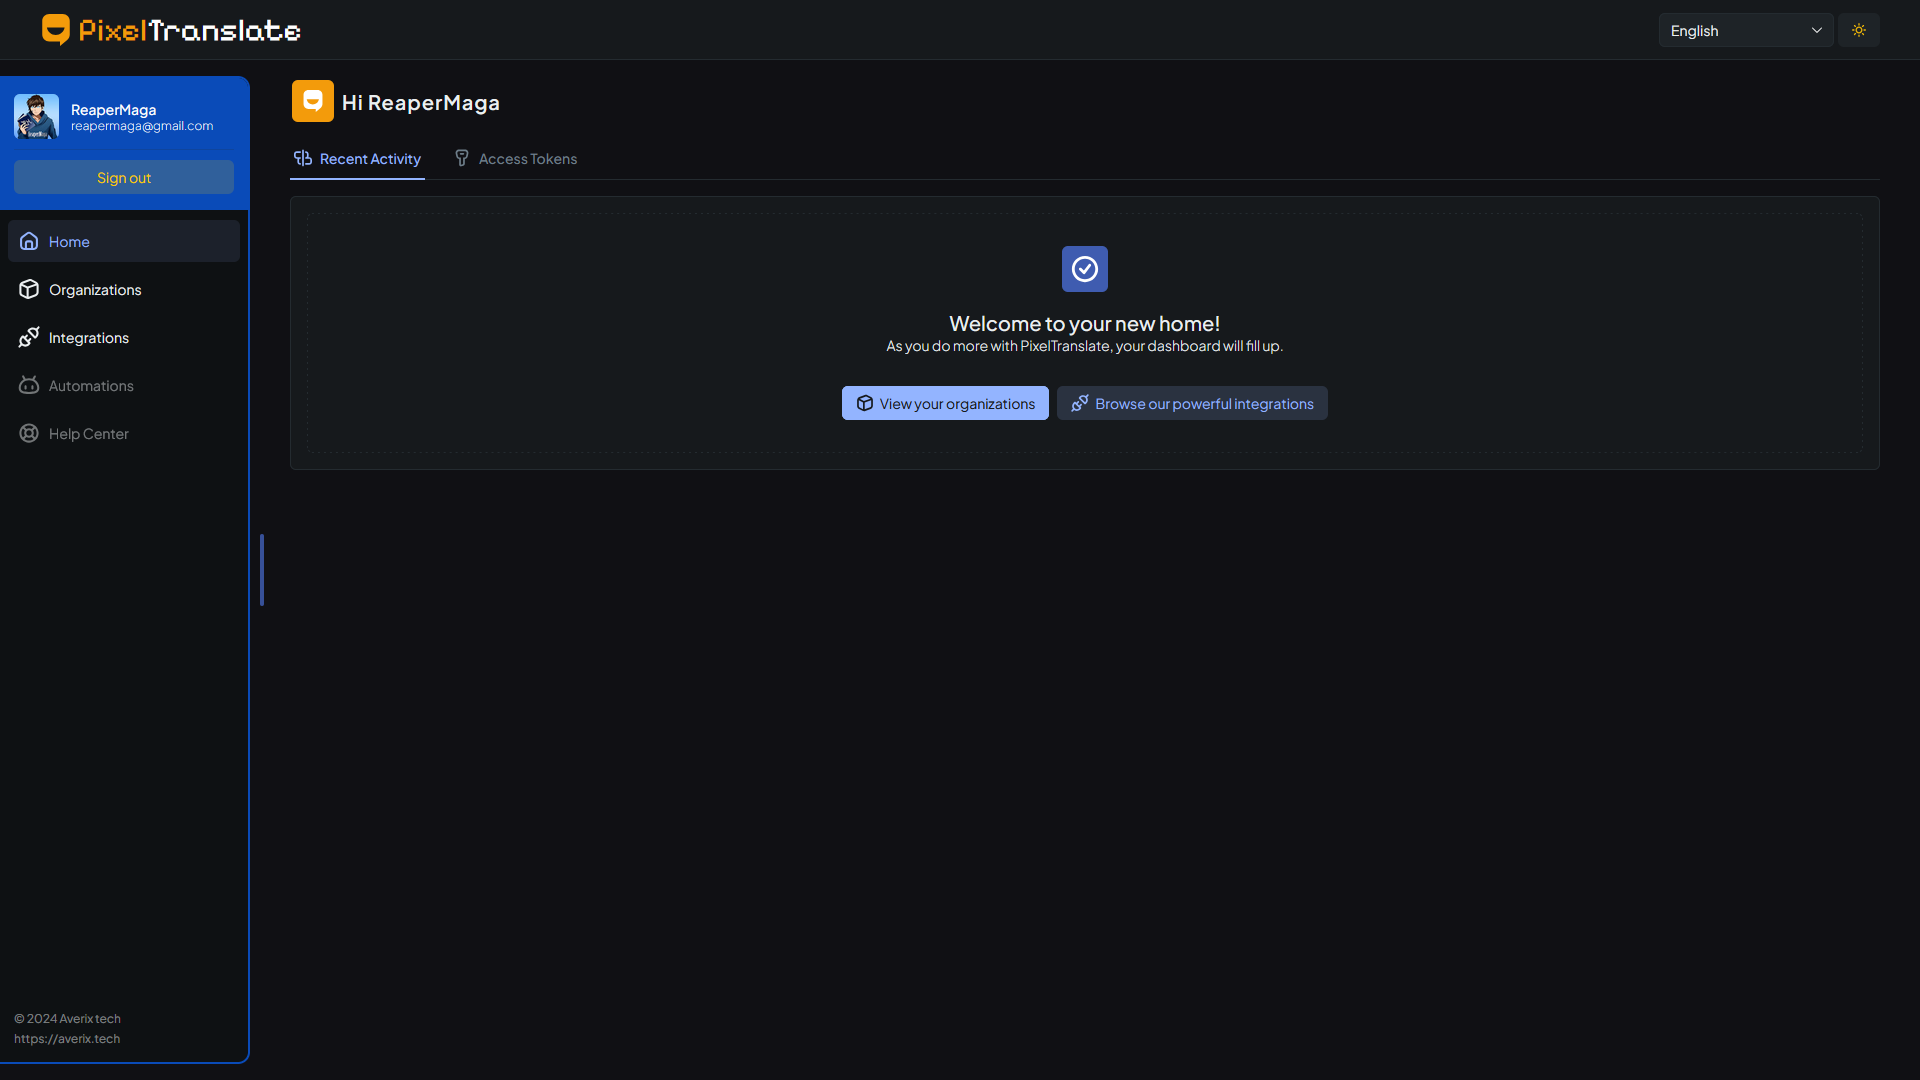 PixelTranslate
English
ReaperMaga
reapermaga@gmail.com
Sign out
Home
Organizations
Integrations
Automations
Help Center
© 2024 Averix tech
https://averix.tech
Hi ReaperMaga
Recent Activity
Access Tokens
Welcome to your new home!
As you do more with PixelTranslate, your dashboard will fill up.
View your organizations
Browse our powerful integrations